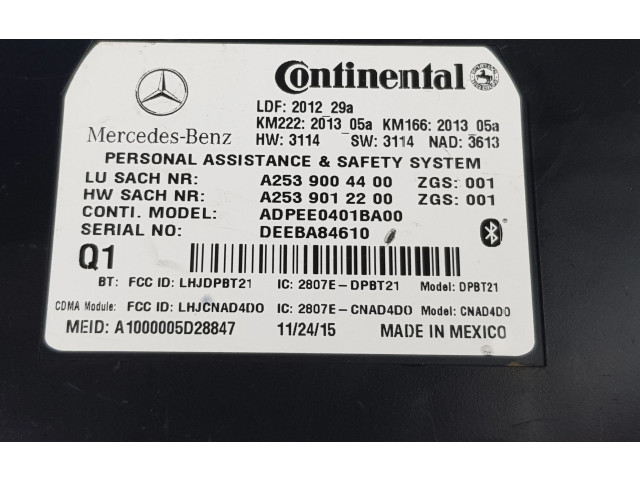 Continental
Mercedes-Benz
LDF: 2012_29a
KM222: 2013_05a KM166: 2013_05a
HW: 3114 SW: 3114 NAD: 3613
PERSONAL ASSISTANCE & SAFETY SYSTEM
LU SACH NR: A253 900 44 00 ZGS: 001
HW SACH NR: A253 901 22 00 ZGS: 001
CONTI. MODEL: ADPEE0401BA00
SERIAL NO: DEEBA84610
Q1
BT: FCC ID: LHJDPBT21 IC: 2807E-DPBT21 Model: DPBT21
CDMA Module: FCC ID: LHJCNAD4DO IC: 2807E-CNAD4DO Model: CNAD4DO
MEID: A1000005D28847 11/24/15 MADE IN MEXICO